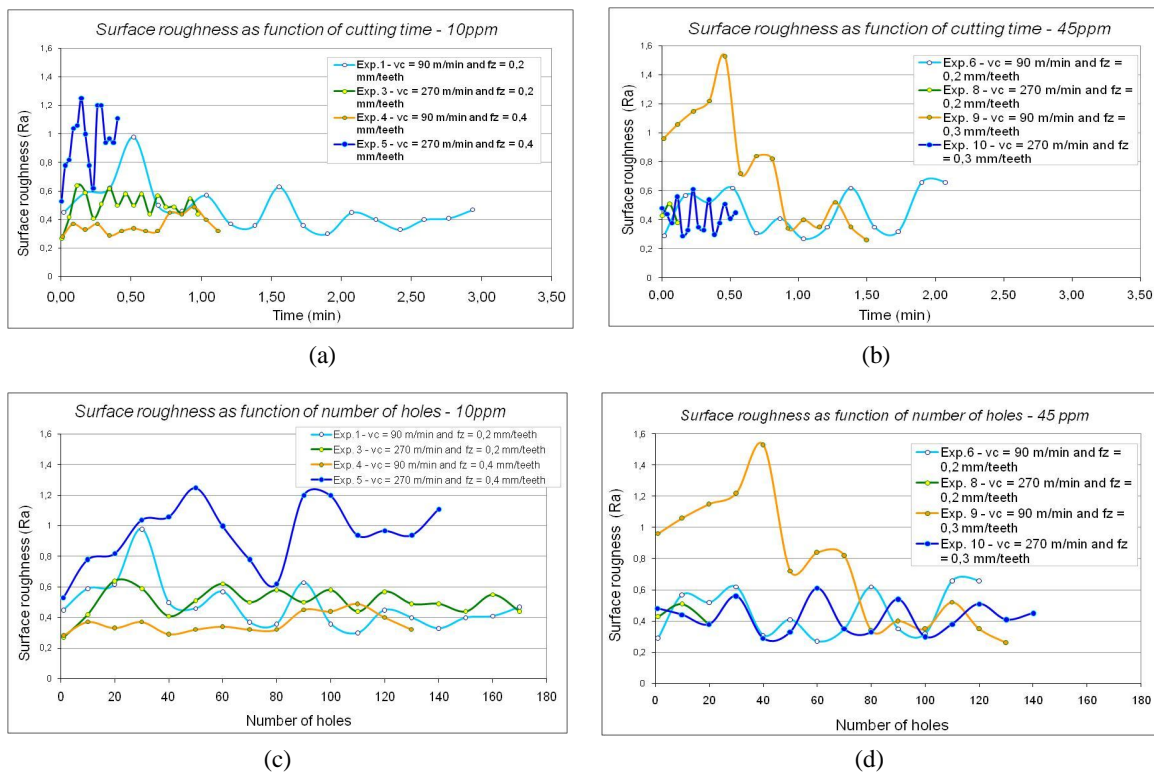 Surface roughness as function of cutting time - 10ppm
Surface roughness (Ra)
1,6
1,4
1,2
1
0,8
0,6
0,4
0,2
0
Exp.1 - vc = 90 m/min and fz = 0,2
mm/teeth
Exp. 3 - vc = 270 m/min and fz = 0,2
mm/teeth
Exp. 4 - vc = 90 m/min and fz = 0,4
mm/teeth
Exp. 5 - vc = 270 m/min and fz = 0,4
mm/teeth
0,00 0,50 1,00 1,50 2,00 2,50 3,00 3,50
Time (min)
(a)
Surface roughness as function of cutting time - 45ppm
Surface roughness (Ra)
1,6
1,4
1,2
1
0,8
0,6
0,4
0,2
0
Exp.6 - vc = 90 m/min and fz =
0,2 mm/teeth
Exp. 8 - vc = 270 m/min and fz =
0,2 mm/teeth
Exp. 9 - vc = 90 m/min and fz =
0,3 mm/teeth
Exp. 10 - vc = 270 m/min and
fz = 0,3 mm/teeth
0,00 0,50 1,00 1,50 2,00 2,50 3,00 3,50
Time (min)
(b)
Surface roughness as function of number of holes - 10ppm
Surface roughness (Ra)
1,6
1,4
1,2
1
0,8
0,6
0,4
0,2
0
Exp.1 - vc = 90 m/min and fz = 0,2 mm/teeth
Exp. 3 - vc = 270 m/min and fz = 0,2 mm/teeth
Exp. 4 - vc = 90 m/min and fz = 0,4 mm/teeth
Exp. 5 - vc = 270 m/min and fz = 0,4 mm/teeth
0 20 40 60 80 100 120 140 160 180
Number of holes
(c)
Surface roughness as function of number of holes - 45 ppm
Surface roughness (Ra)
1,6
1,4
1,2
1
0,8
0,6
0,4
0,2
0
Exp.6 - vc = 90 m/min and fz =
0,2 mm/teeth
Exp. 8 - vc = 270 m/min and fz =
0,2 mm/teeth
Exp. 9 - vc = 90 m/min and fz =
0,3 mm/teeth
Exp. 10 - vc = 270 m/min and
fz = 0,3 mm/teeth
0 20 40 60 80 100 120 140 160 180
Number of holes
(d)